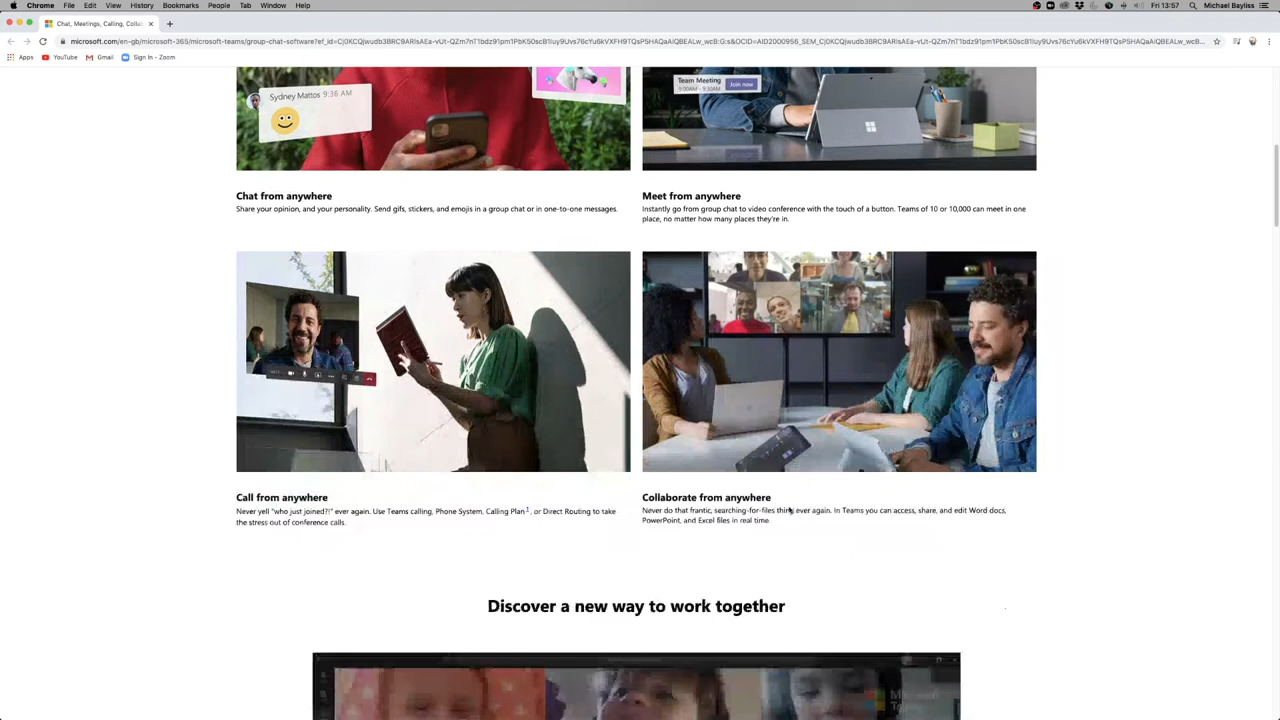 Chrome File Edit View History Bookmarks People Tab Window Help Fri 13:57 Michael Bayliss
Chat, Meetings, Calling, Collab
Apps YouTube Gmail Sign In - Zoom
Sydney Mattos 9:36 AM
Team Meeting
9:00AM - 9:30AM
Join now
Chat from anywhere
Share your opinion, and your personality. Send gifs, stickers, and emojis in a group chat or in one-to-one messages.
Meet from anywhere
Instantly go from group chat to video conference with the touch of a button. Teams of 10 or 10,000 can meet in one
place, no matter how many places they're in.
Call from anywhere
Never yell "who just joined?!" ever again. Use Teams calling, Phone System, Calling Plan1, or Direct Routing to take
the stress out of conference calls.
Collaborate from anywhere
Never do that frantic, searching-for-files thing ever again. In Teams you can access, share, and edit Word docs,
PowerPoint, and Excel files in real time.
Discover a new way to work together
Microsoft